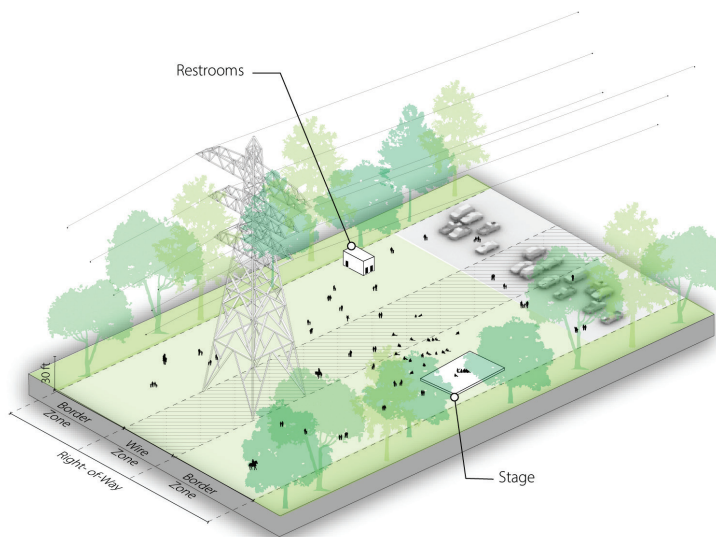 Restrooms
30 ft
Border
Zone
Wire
Zone
Border
Zone
Right-of-Way
Stage